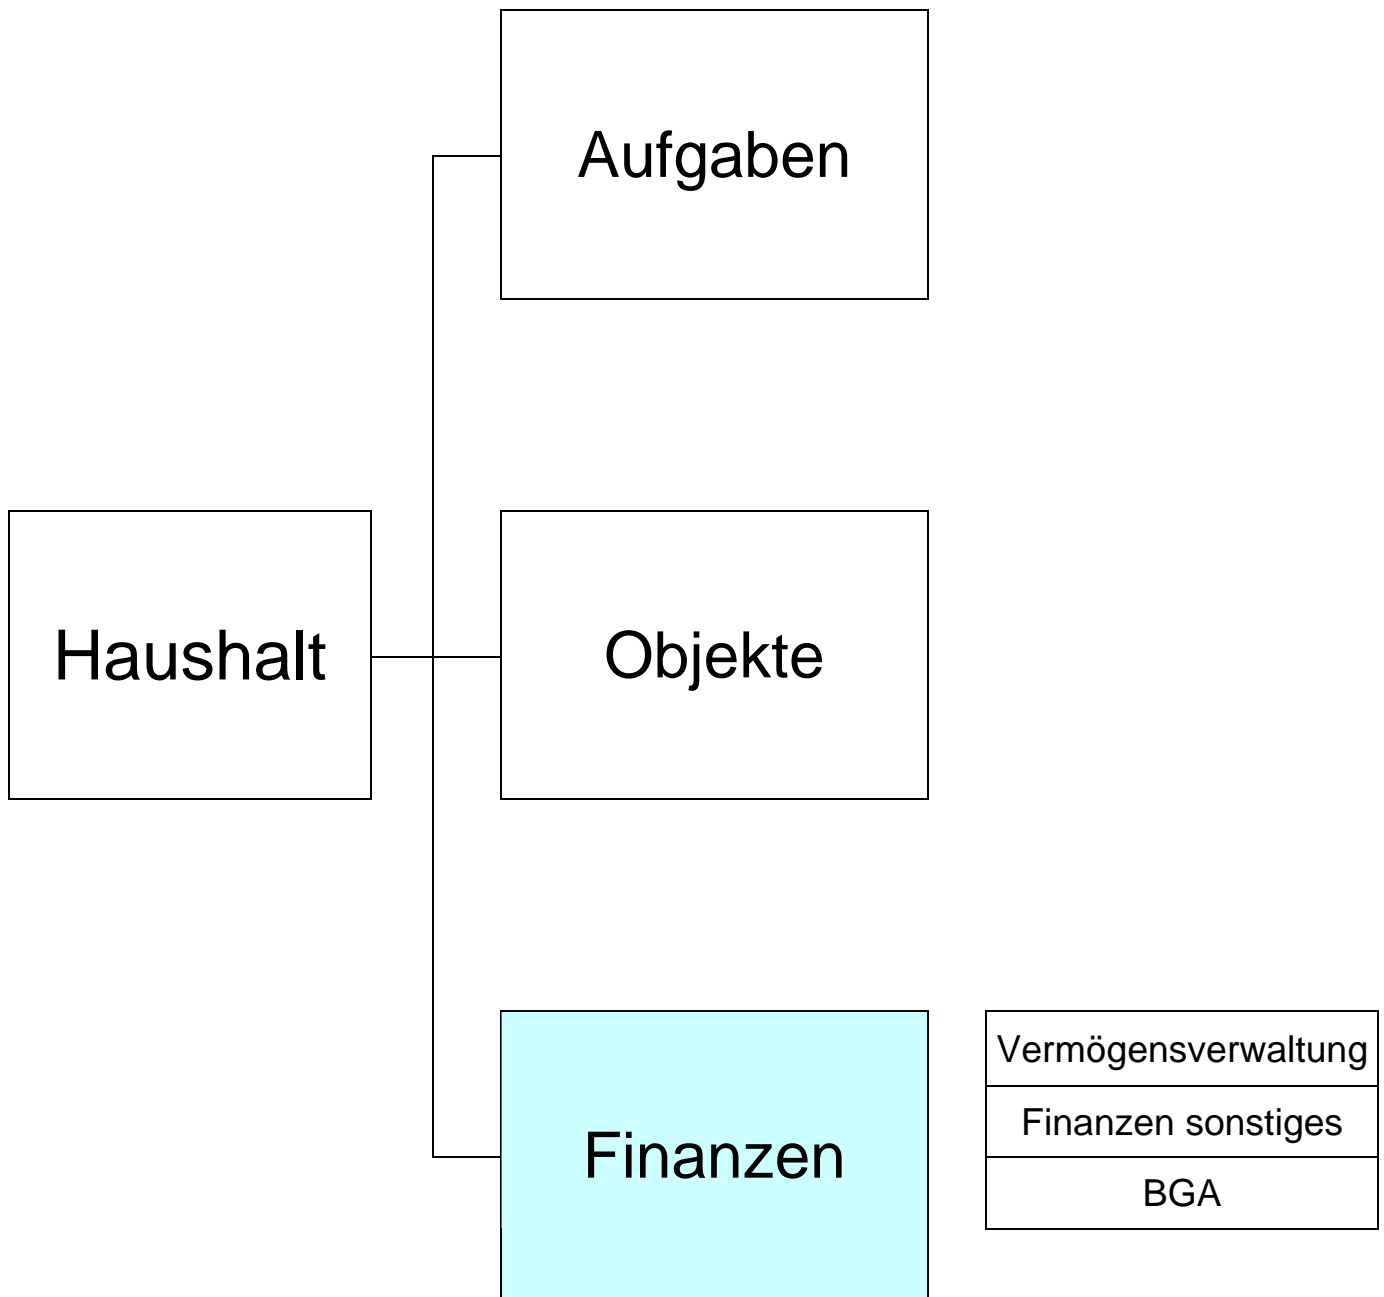 Aufgaben
Haushalt
Objekte
Finanzen
Vermögensverwaltung
Finanzen sonstiges
BGA